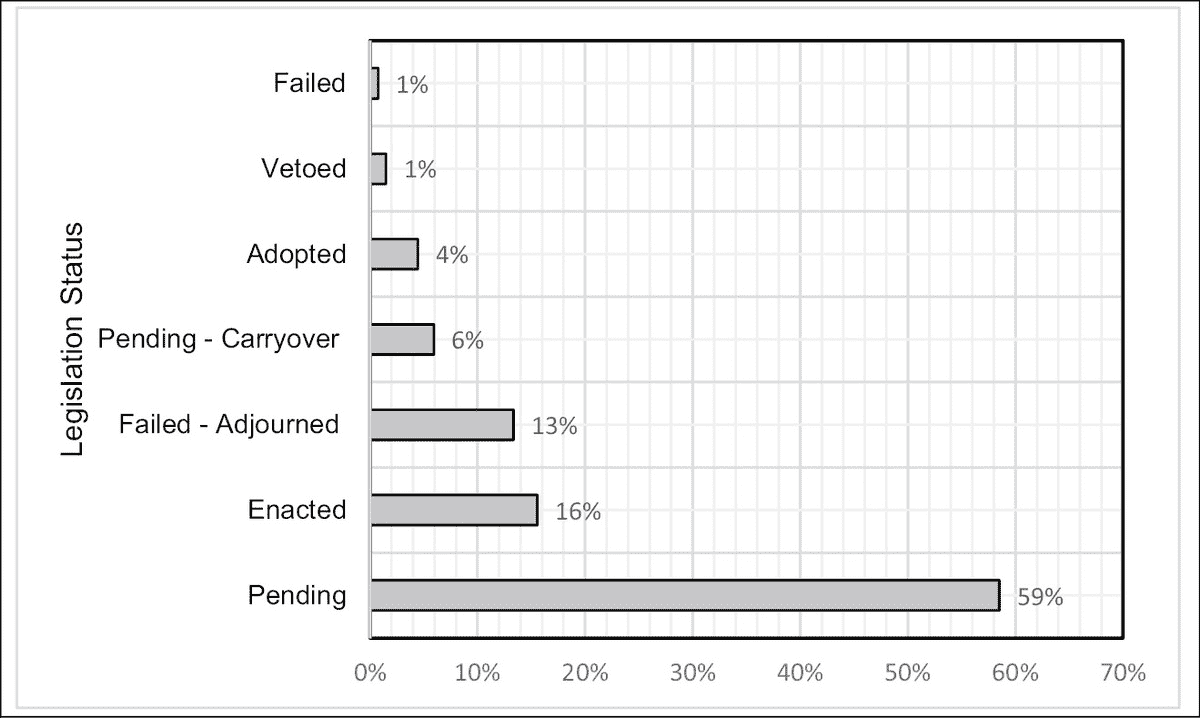 Legislation Status
Failed 1%
Vetoed 1%
Adopted 4%
Pending - Carryover 6%
Failed - Adjourned 13%
Enacted 16%
Pending 59%
0% 10% 20% 30% 40% 50% 60% 70%